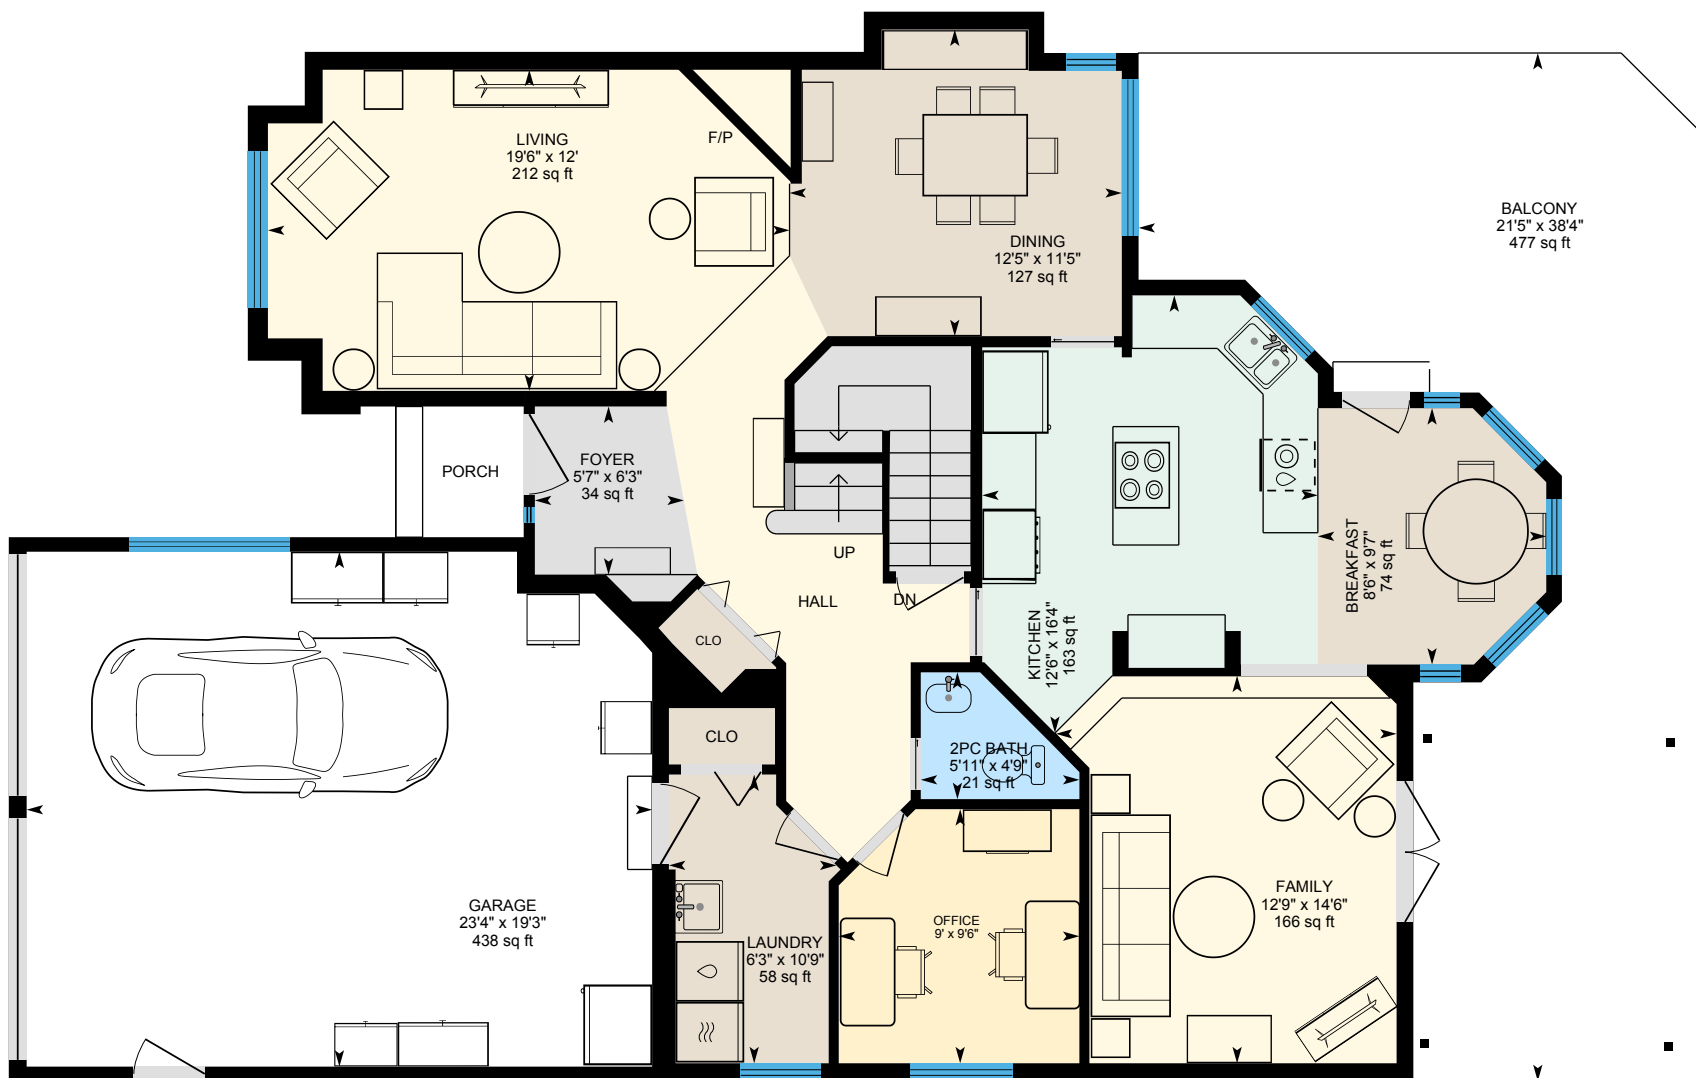 LIVING
19'6" x 12'
212 sq ft
F/P
DINING
12'5" x 11'5"
127 sq ft
BALCONY
21'5" x 38'4"
477 sq ft
PORCH
FOYER
5'7" x 6'3"
34 sq ft
UP
DN
HALL
CLO
KITCHEN
12'6" x 16'4"
163 sq ft
BREAKFAST
8'6" x 9'7"
74 sq ft
CLO
2PC BATH
5'11" x 4'9"
21 sq ft
GARAGE
23'4" x 19'3"
438 sq ft
LAUNDRY
6'3" x 10'9"
58 sq ft
OFFICE
9' x 9'6"
FAMILY
12'9" x 14'6"
166 sq ft